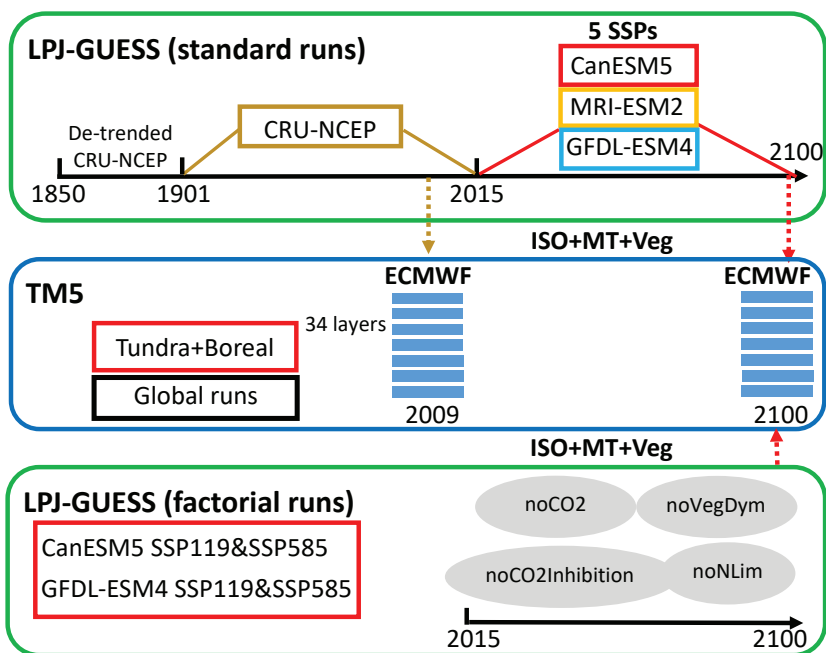 LPJ-GUESS (standard runs)
5 SSPs
CanESM5
MRI-ESM2
GFDL-ESM4
De-trended
CRU-NCEP
CRU-NCEP
1850
1901
2015
2100
ISO+MT+Veg
TM5
ECMWF
ECMWF
34 layers
Tundra+Boreal
Global runs
2009
2100
ISO+MT+Veg
LPJ-GUESS (factorial runs)
CanESM5 SSP119&SSP585
GFDL-ESM4 SSP119&SSP585
noCO2
noVegDym
noCO2Inhibition
noNLim
2015
2100